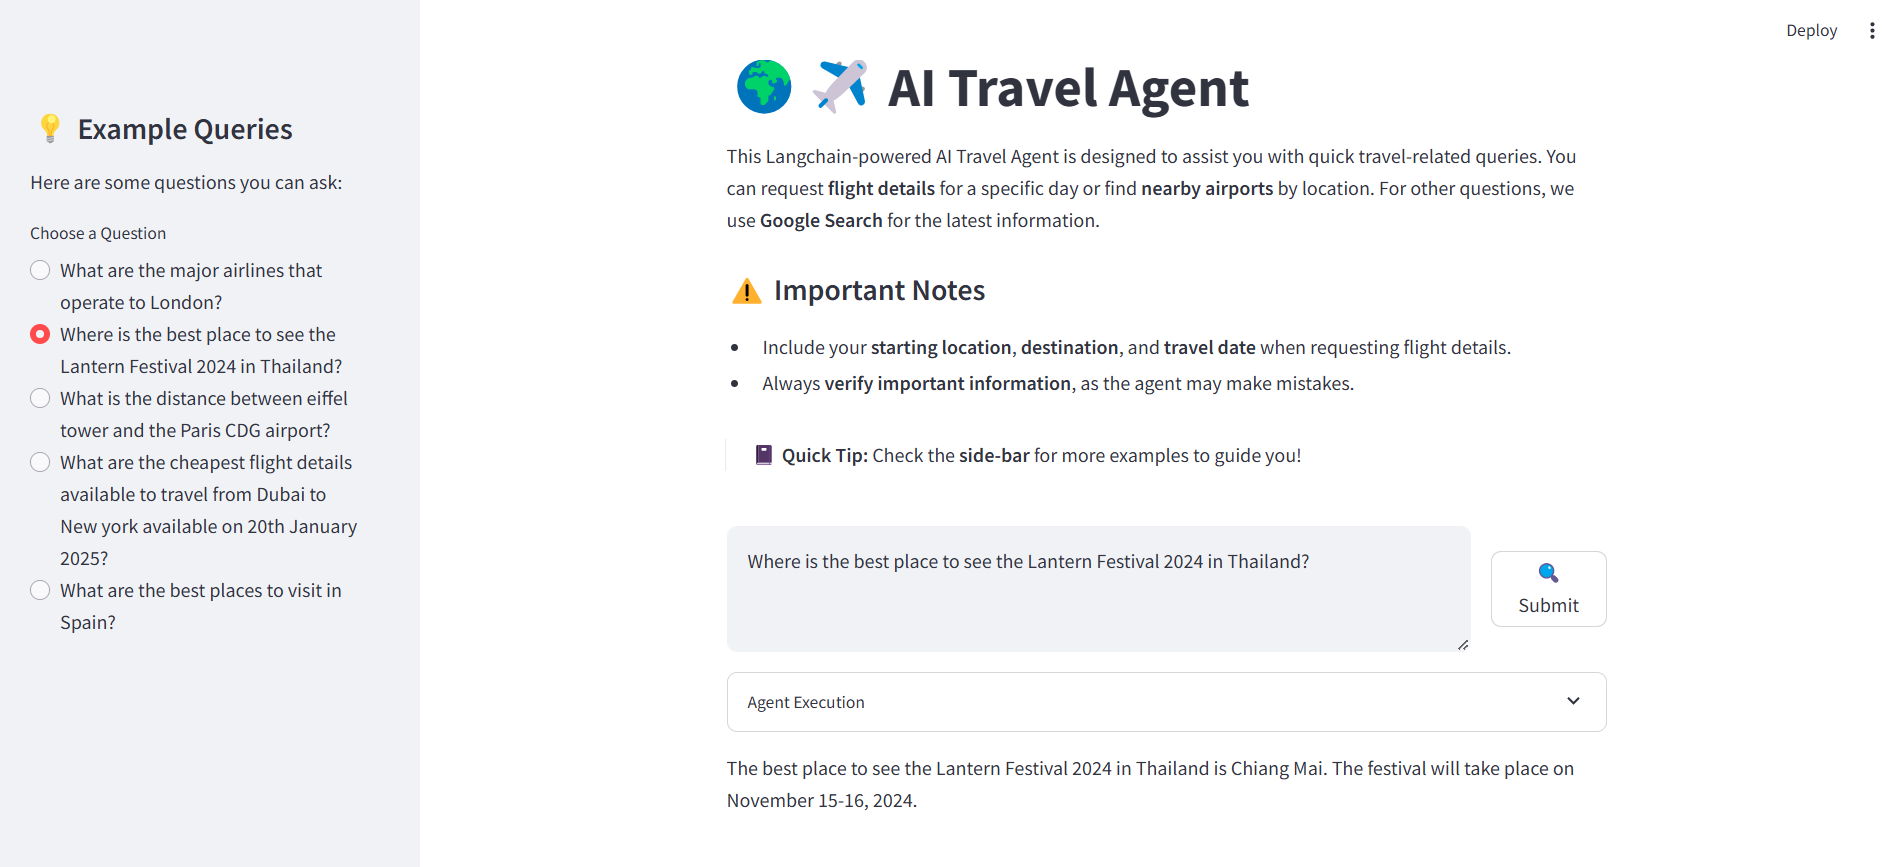 Deploy
Example Queries
Here are some questions you can ask:
Choose a Question
What are the major airlines that
operate to London?
Where is the best place to see the
Lantern Festival 2024 in Thailand?
What is the distance between eiffel
tower and the Paris CDG airport?
What are the cheapest flight details
available to travel from Dubai to
New york available on 20th January
2025?
What are the best places to visit in
Spain?
AI Travel Agent
This Langchain-powered AI Travel Agent is designed to assist you with quick travel-related queries. You
can request flight details for a specific day or find nearby airports by location. For other questions, we
use Google Search for the latest information.
Important Notes
Include your starting location, destination, and travel date when requesting flight details.
Always verify important information, as the agent may make mistakes.
Quick Tip: Check the side-bar for more examples to guide you!
Where is the best place to see the Lantern Festival 2024 in Thailand?
Submit
Agent Execution
The best place to see the Lantern Festival 2024 in Thailand is Chiang Mai. The festival will take place on
November 15-16, 2024.